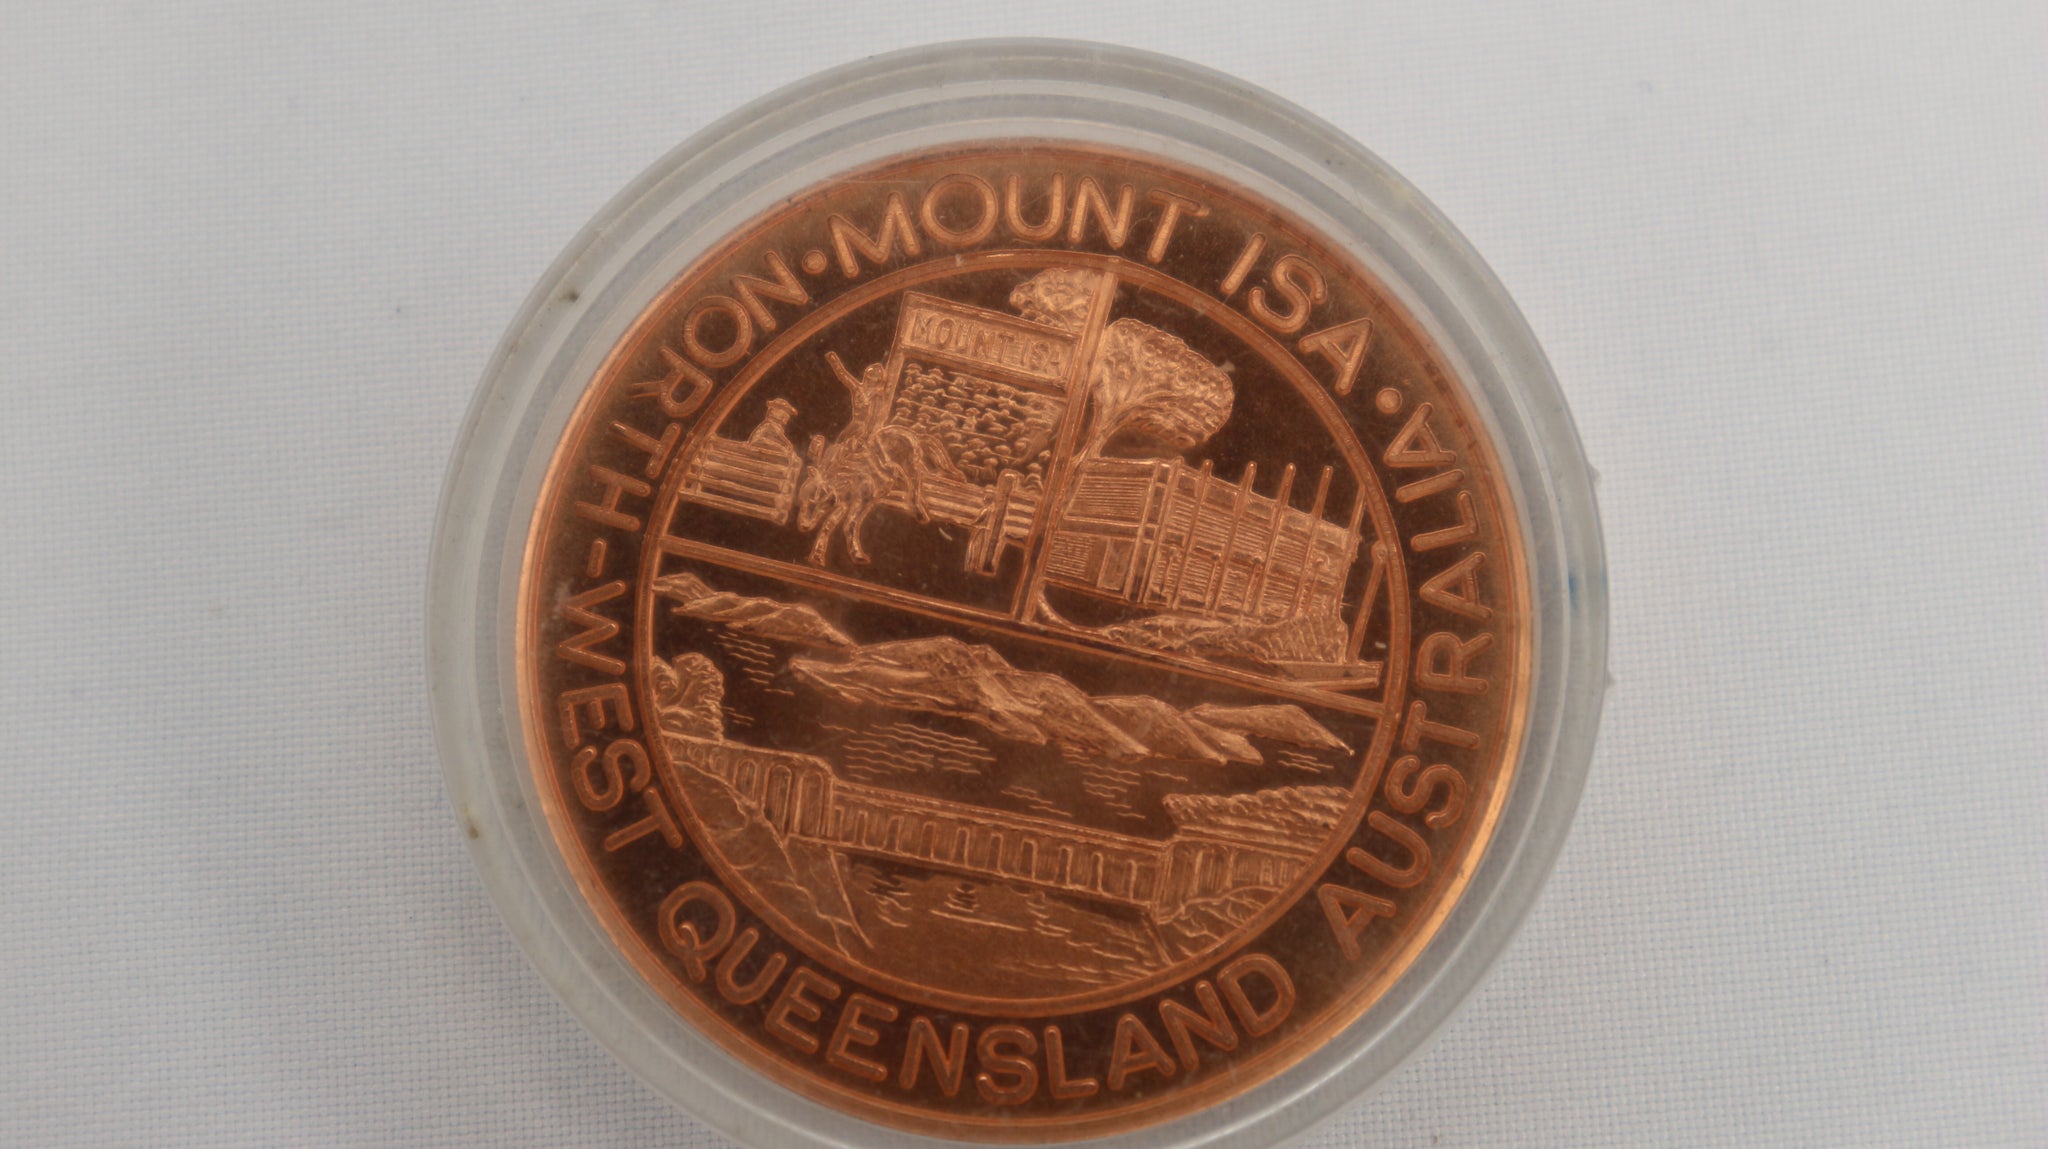 MOUNT ISA
NORTH-WEST QUEENSLAND AUSTRALIA
MOUNT ISA